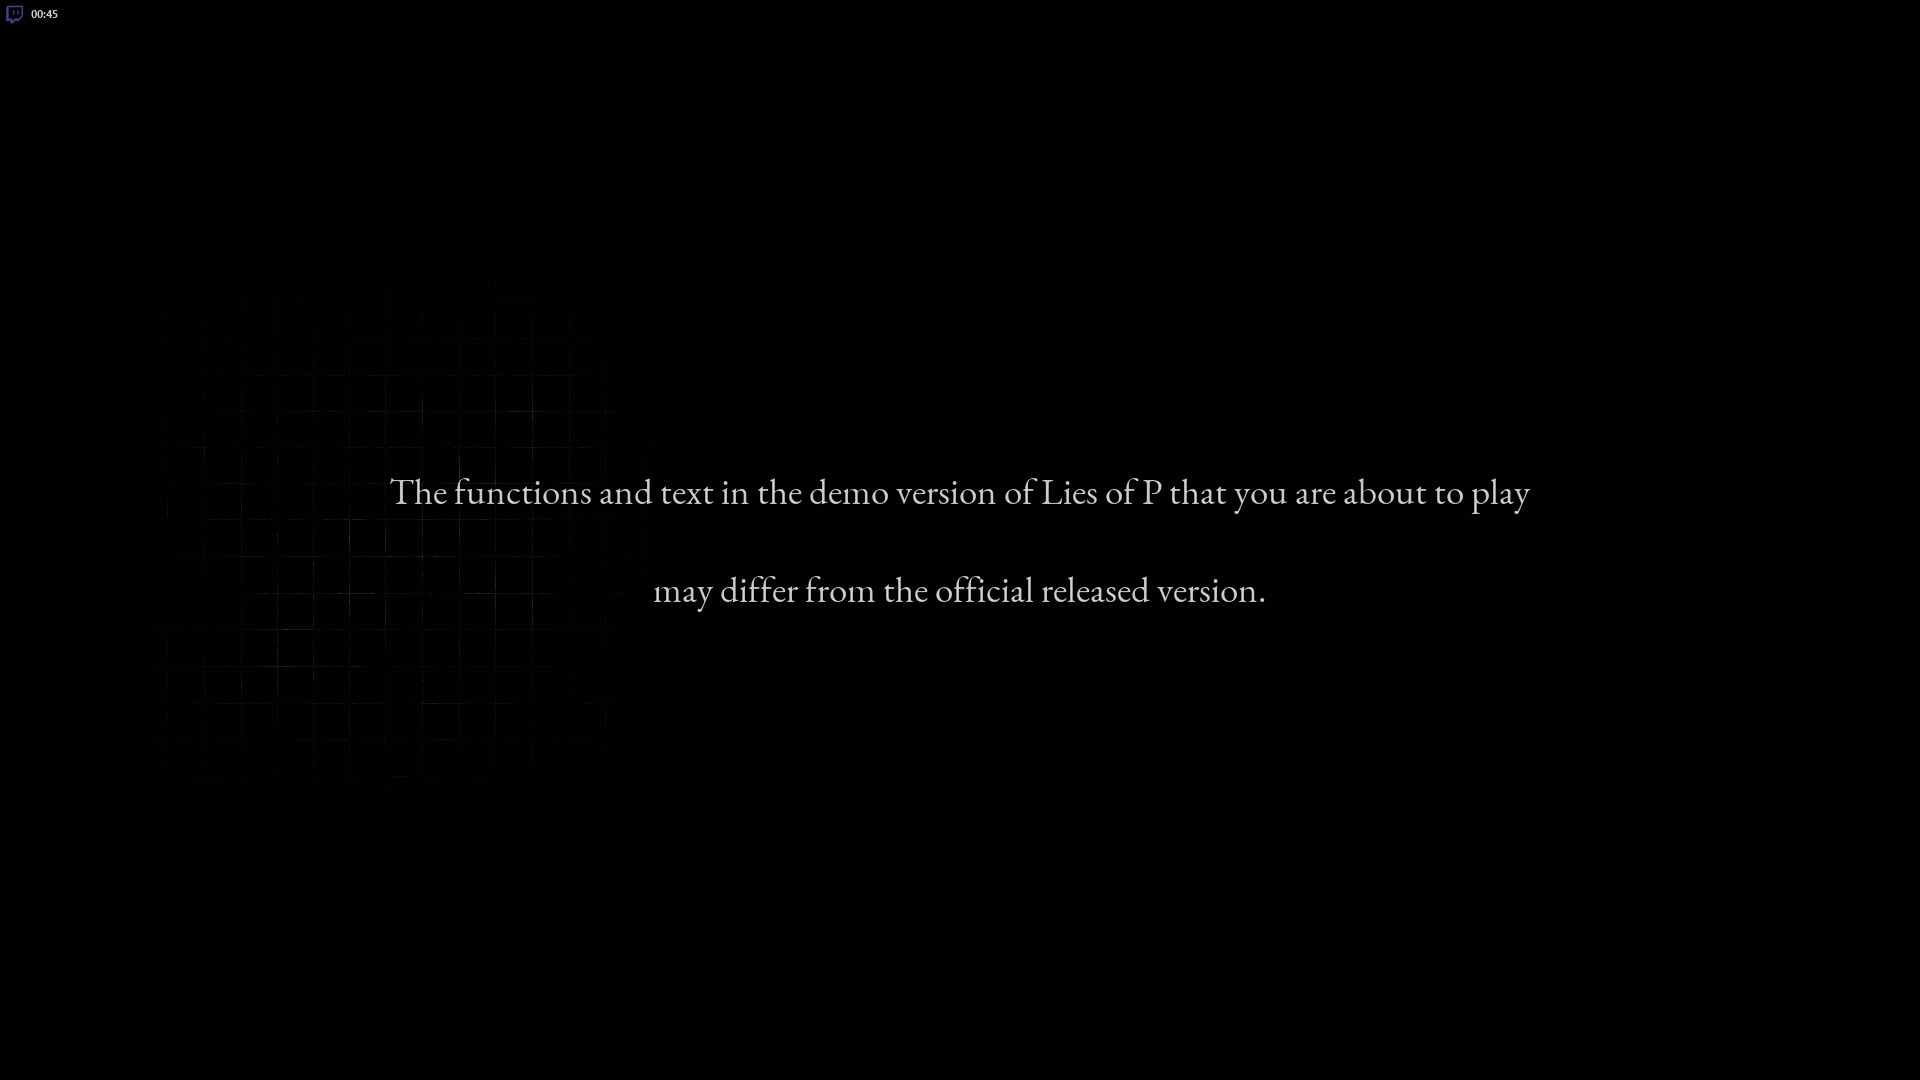 00:45
The functions and text in the demo version of Lies of P that you are about to play
may differ from the official released version.